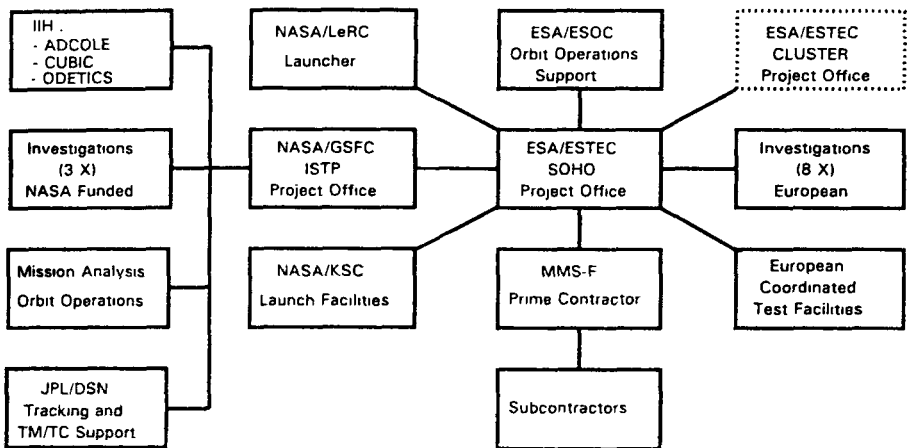 IIH .
- ADCOLE
- CUBIC
- ODETICS
NASA/LeRC
Launcher
ESA/ESOC
Orbit Operations
Support
ESA/ESTEC
CLUSTER
Project Office
Investigations
(3 X)
NASA Funded
NASA/GSFC
ISTP
Project Office
ESA/ESTEC
SOHO
Project Office
Investigations
(8 X)
European
Mission Analysis
Orbit Operations
NASA/KSC
Launch Facilities
MMS-F
Prime Contractor
European
Coordinated
Test Facilities
JPL/DSN
Tracking and
TM/TC Support
Subcontractors